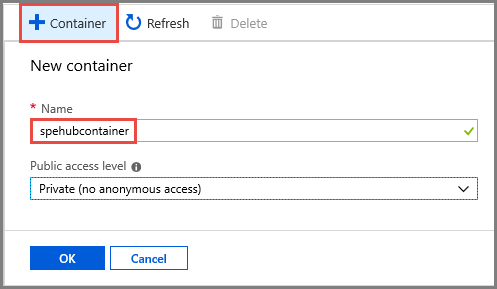 Container Refresh Delete
New container
* Name
spehubcontainer
Public access level
Private (no anonymous access)
OK Cancel